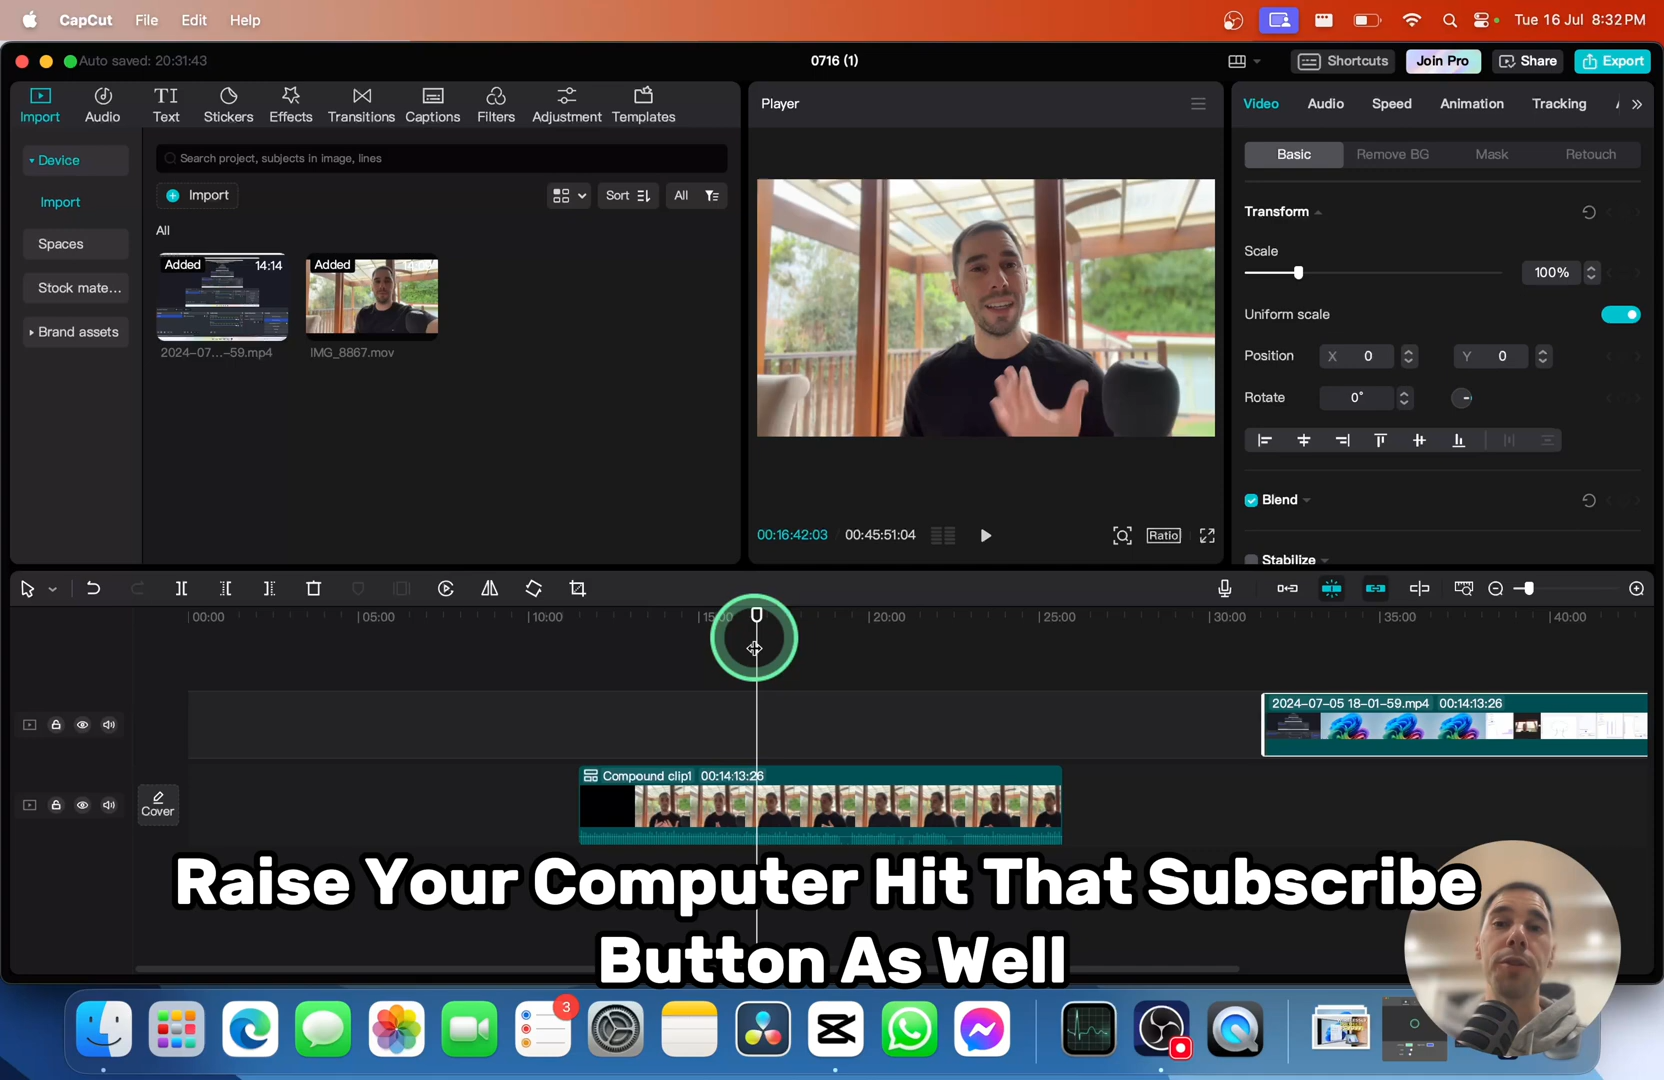 CapCut File Edit Help
Tue 16 Jul 8:32PM
Auto saved: 20:31:43
0716 (1)
Shortcuts
Join Pro
Share
Export
Import
Audio
Text
Stickers
Effects
Transitions
Captions
Filters
Adjustment
Templates
Player
Video
Audio
Speed
Animation
Tracking
Device
Import
Spaces
Stock mate...
Brand assets
Search project, subjects in image, lines
Import
Sort
All
All
Added
14:14
2024-07...-59.mp4
Added
IMG_8867.mov
Basic
Remove BG
Mask
Retouch
Transform
Scale
100%
Uniform scale
Position
X 0
Y 0
Rotate
0°
Blend
Stabilize
00:16:42:03
00:45:51:04
Ratio
00:00
05:00
10:00
15:00
20:00
25:00
30:00
35:00
40:00
2024-07-05 18-01-59.mp4 00:14:13:26
Compound clip1 00:14:13:26
Cover
Raise Your Computer Hit That Subscribe
Button As Well
3